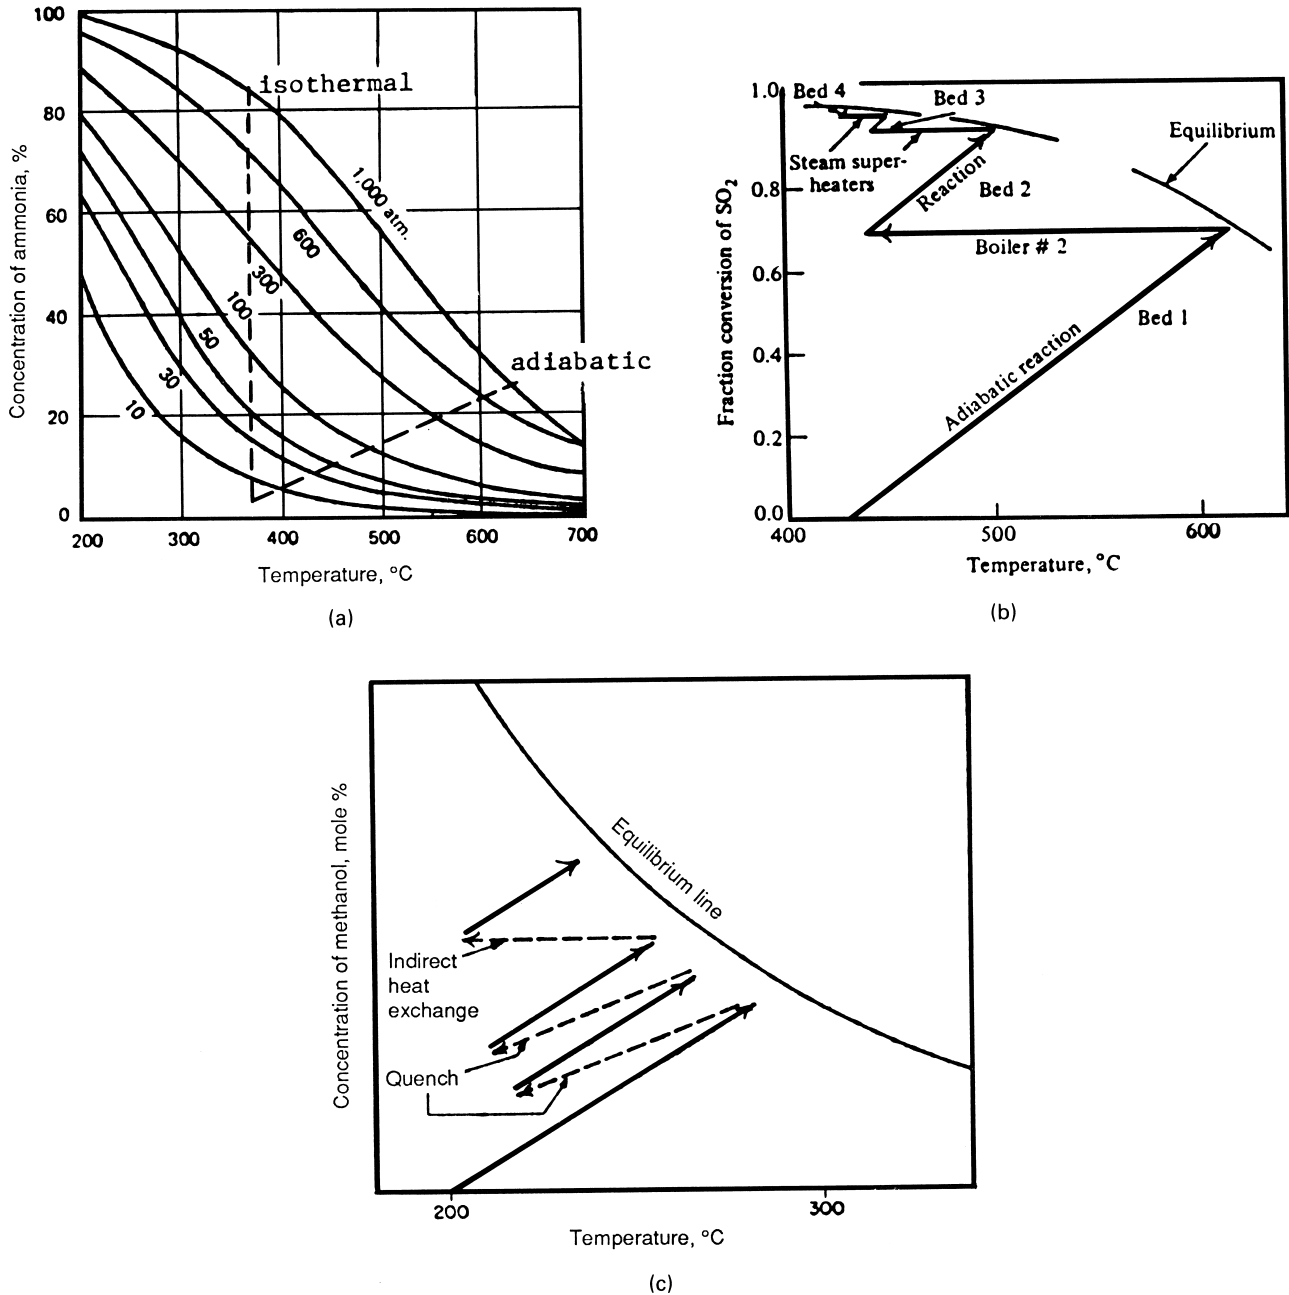 100
80
60
40
20
0
Concentration of ammonia, %
isothermal
adiabatic
1,000 atm.
600
300
100
50
30
10
200 300 400 500 600 700
Temperature, °C
(a)
1.0
0.8
0.6
0.4
0.2
0.0
Fraction conversion of SO2
Bed 4
Bed 3
Equilibrium
Steam super-
heaters
Reaction
Bed 2
Boiler # 2
Bed 1
Adiabatic reaction
400 500 600
Temperature, °C
(b)
Concentration of methanol, mole %
Equilibrium line
Indirect
heat
exchange
Quench
200 300
Temperature, °C
(c)